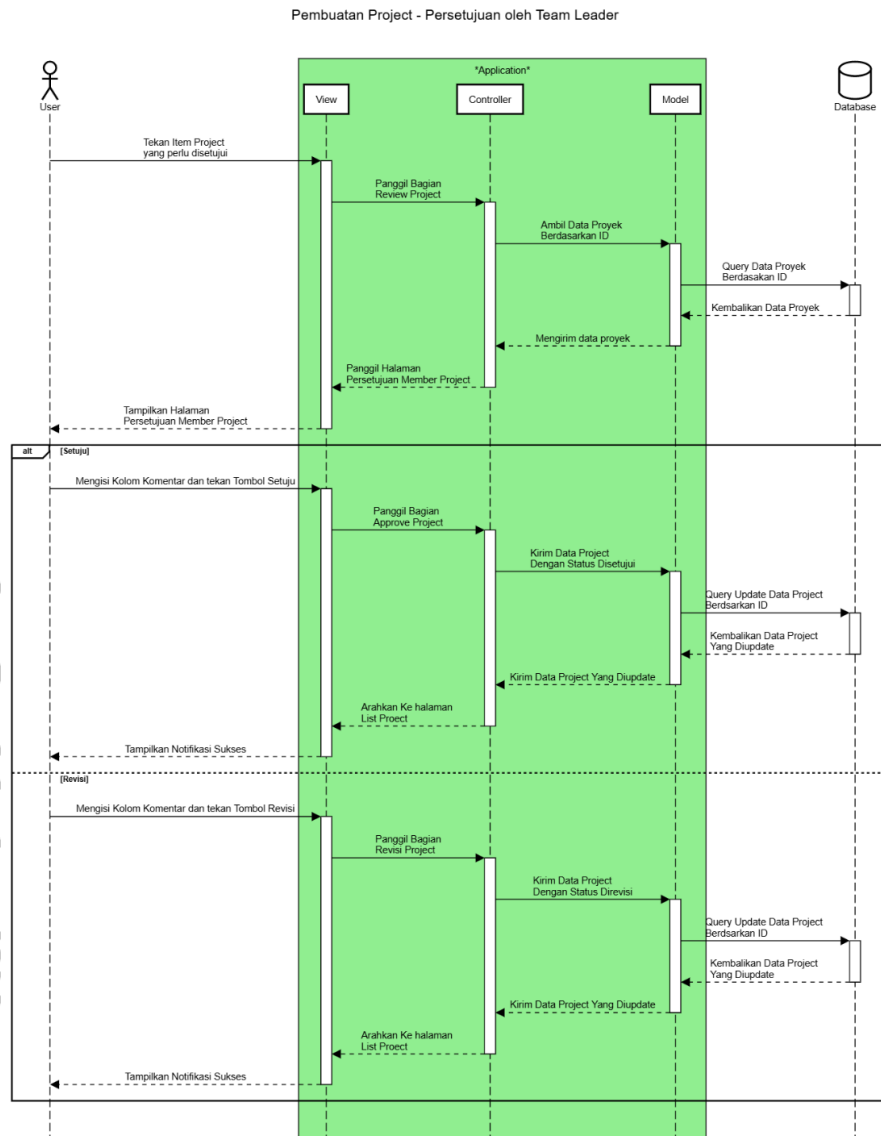 Pembuatan Project - Persetujuan oleh Team Leader
*Application*
User
View
Controller
Model
Database
Tekan Item Project
yang perlu disetujui
Panggil Bagian
Review Project
Ambil Data Proyek
Berdasarkan ID
Query Data Proyek
Berdasakan ID
Kembalikan Data Proyek
Mengirim data proyek
Panggil Halaman
Persetujuan Member Project
Tampilkan Halaman
Persetujuan Member Project
alt
[Setuju]
Mengisi Kolom Komentar dan tekan Tombol Setuju
Panggil Bagian
Approve Project
Kirim Data Project
Dengan Status Disetujui
Query Update Data Project
Berdsarkan ID
Kembalikan Data Project
Yang Diupdate
Kirim Data Project Yang Diupdate
Arahkan Ke halaman
List Proect
Tampilkan Notifikasi Sukses
[Revisi]
Mengisi Kolom Komentar dan tekan Tombol Revisi
Panggil Bagian
Revisi Project
Kirim Data Project
Dengan Status Direvisi
Query Update Data Project
Berdsarkan ID
Kembalikan Data Project
Yang Diupdate
Kirim Data Project Yang Diupdate
Arahkan Ke halaman
List Proect
Tampilkan Notifikasi Sukses